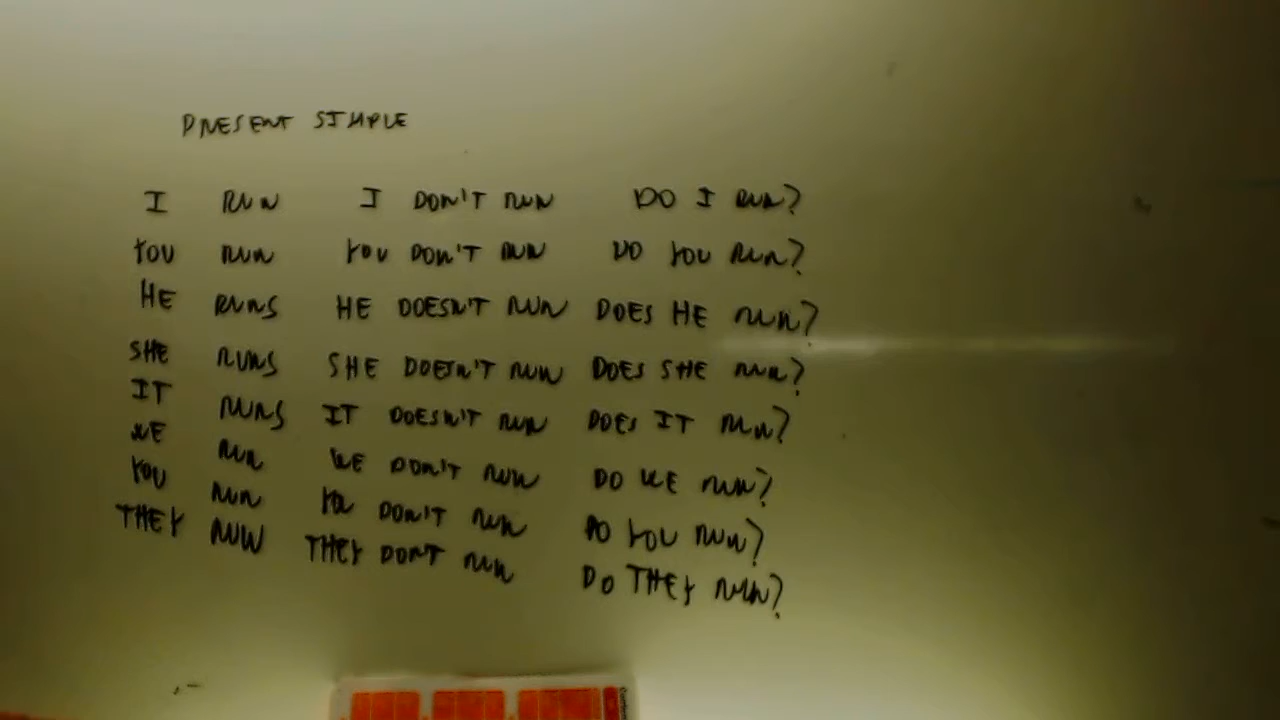 PRESENT SIMPLE
I RUN I DON'T RUN DO I RUN?
YOU RUN YOU DON'T RUN DO YOU RUN?
HE RUNS HE DOESN'T RUN DOES HE RUN?
SHE RUNS SHE DOESN'T RUN DOES SHE RUN?
IT RUNS IT DOESN'T RUN DOES IT RUN?
WE RUN WE DON'T RUN DO WE RUN?
YOU RUN YOU DON'T RUN DO YOU RUN?
THEY RUN THEY DON'T RUN DO THEY RUN?